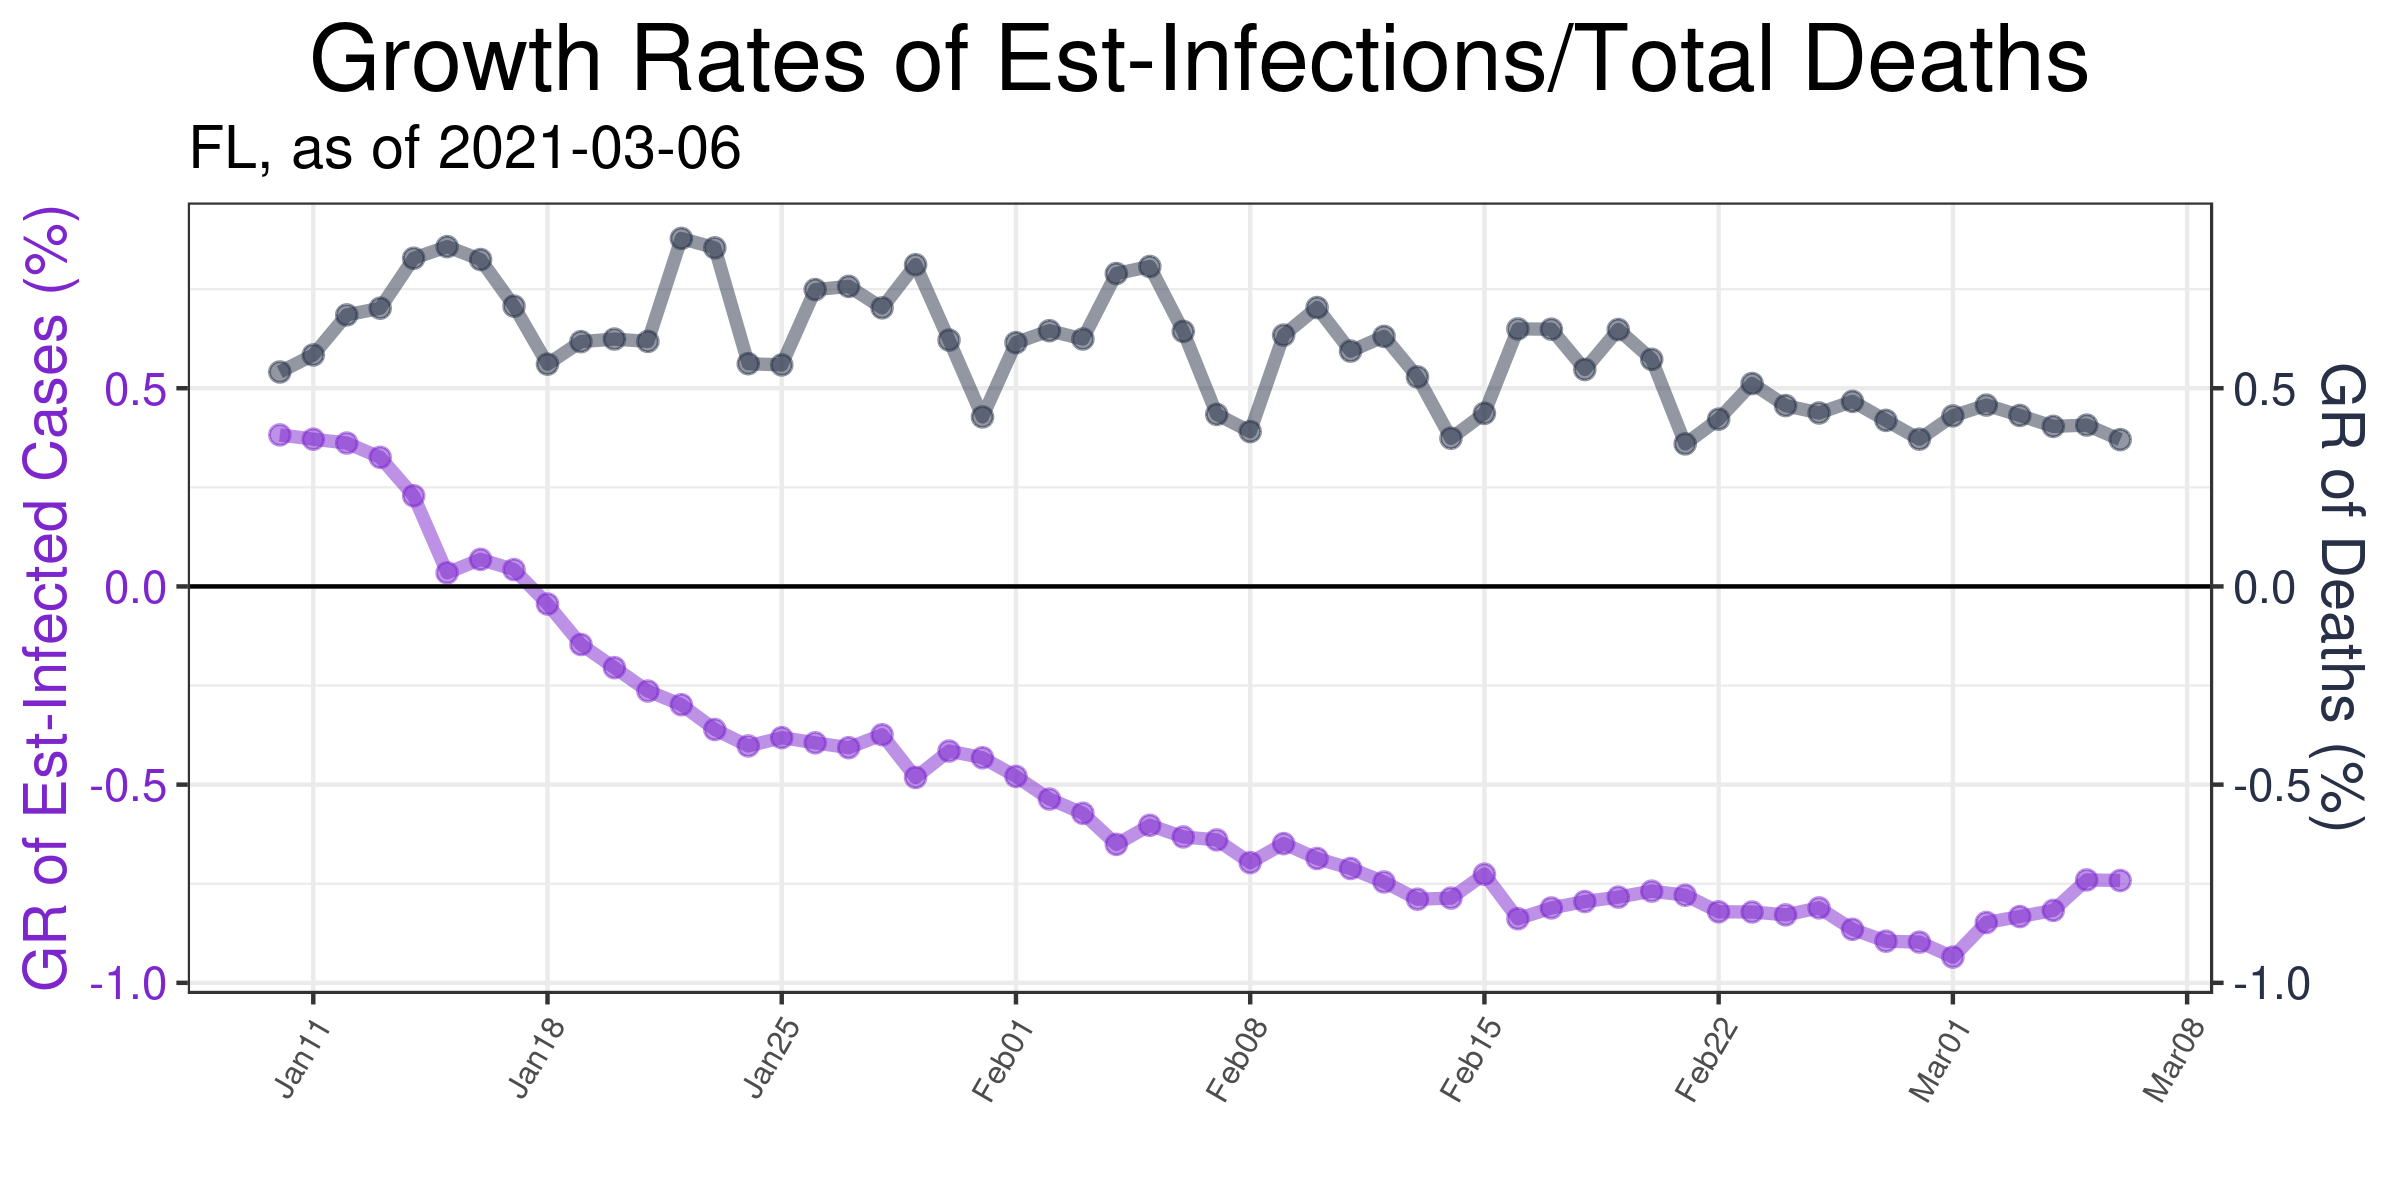 Growth Rates of Est-Infections/Total Deaths
FL, as of 2021-03-06
GR of Est-Infected Cases (%)
0.5
0.0
-0.5
-1.0
0.5
0.0
-0.5
-1.0
GR of Deaths (%)
Jan11
Jan18
Jan25
Feb01
Feb08
Feb15
Feb22
Mar01
Mar08